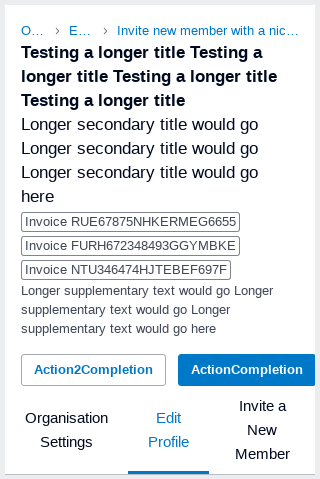 O... > E... > Invite new member with a nic...
Testing a longer title Testing a
longer title Testing a longer title
Testing a longer title
Longer secondary title would go
Longer secondary title would go
Longer secondary title would go
here
Invoice RUE67875NHKERMEG6655
Invoice FURH672348493GGYMBKE
Invoice NTU346474HJTEBEF697F
Longer supplementary text would go Longer
supplementary text would go Longer
supplementary text would go here
Action2Completion ActionCompletion
Organisation
Settings
Edit
Profile
Invite a
New
Member